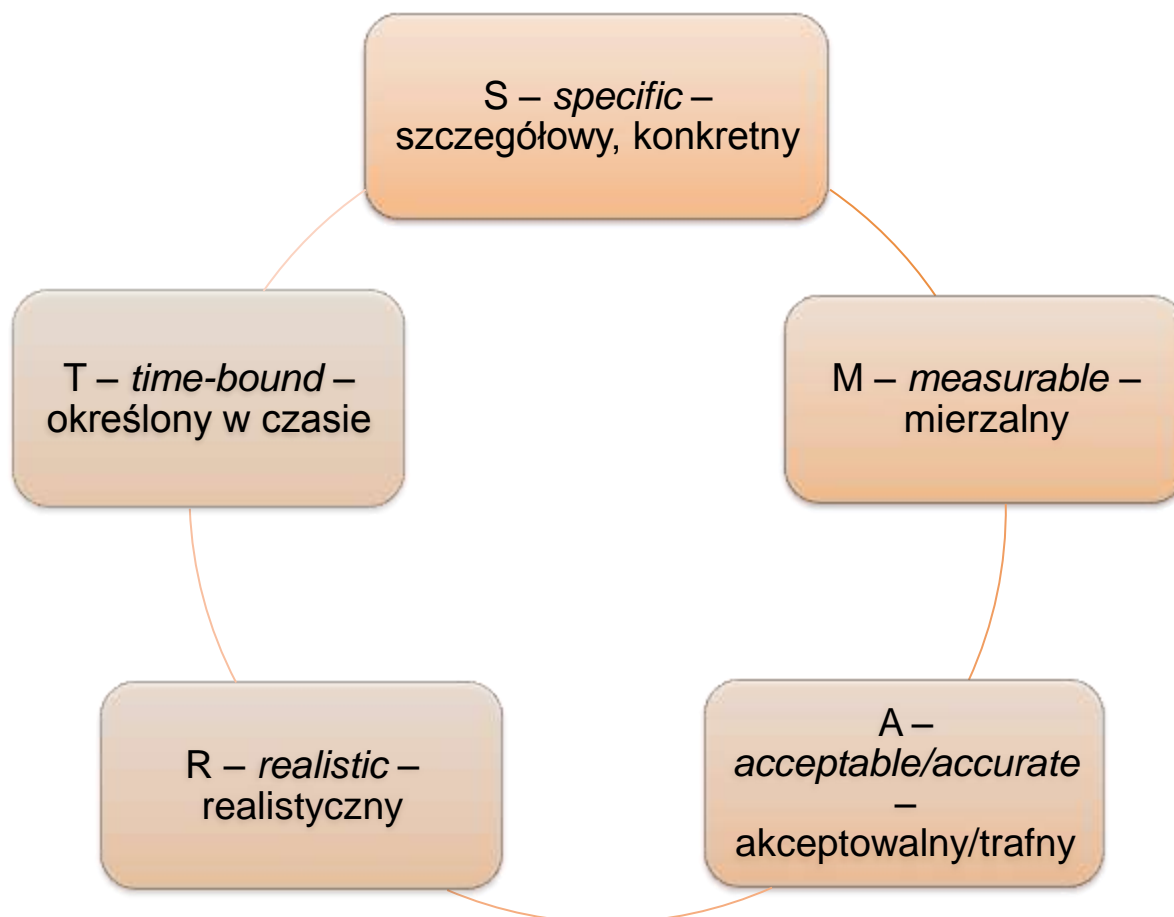 S – specific –
szczegółowy, konkretny
M – measurable –
mierzalny
A –
acceptable/accurate
–
akceptowalny/trafny
R – realistic –
realistyczny
T – time-bound –
określony w czasie